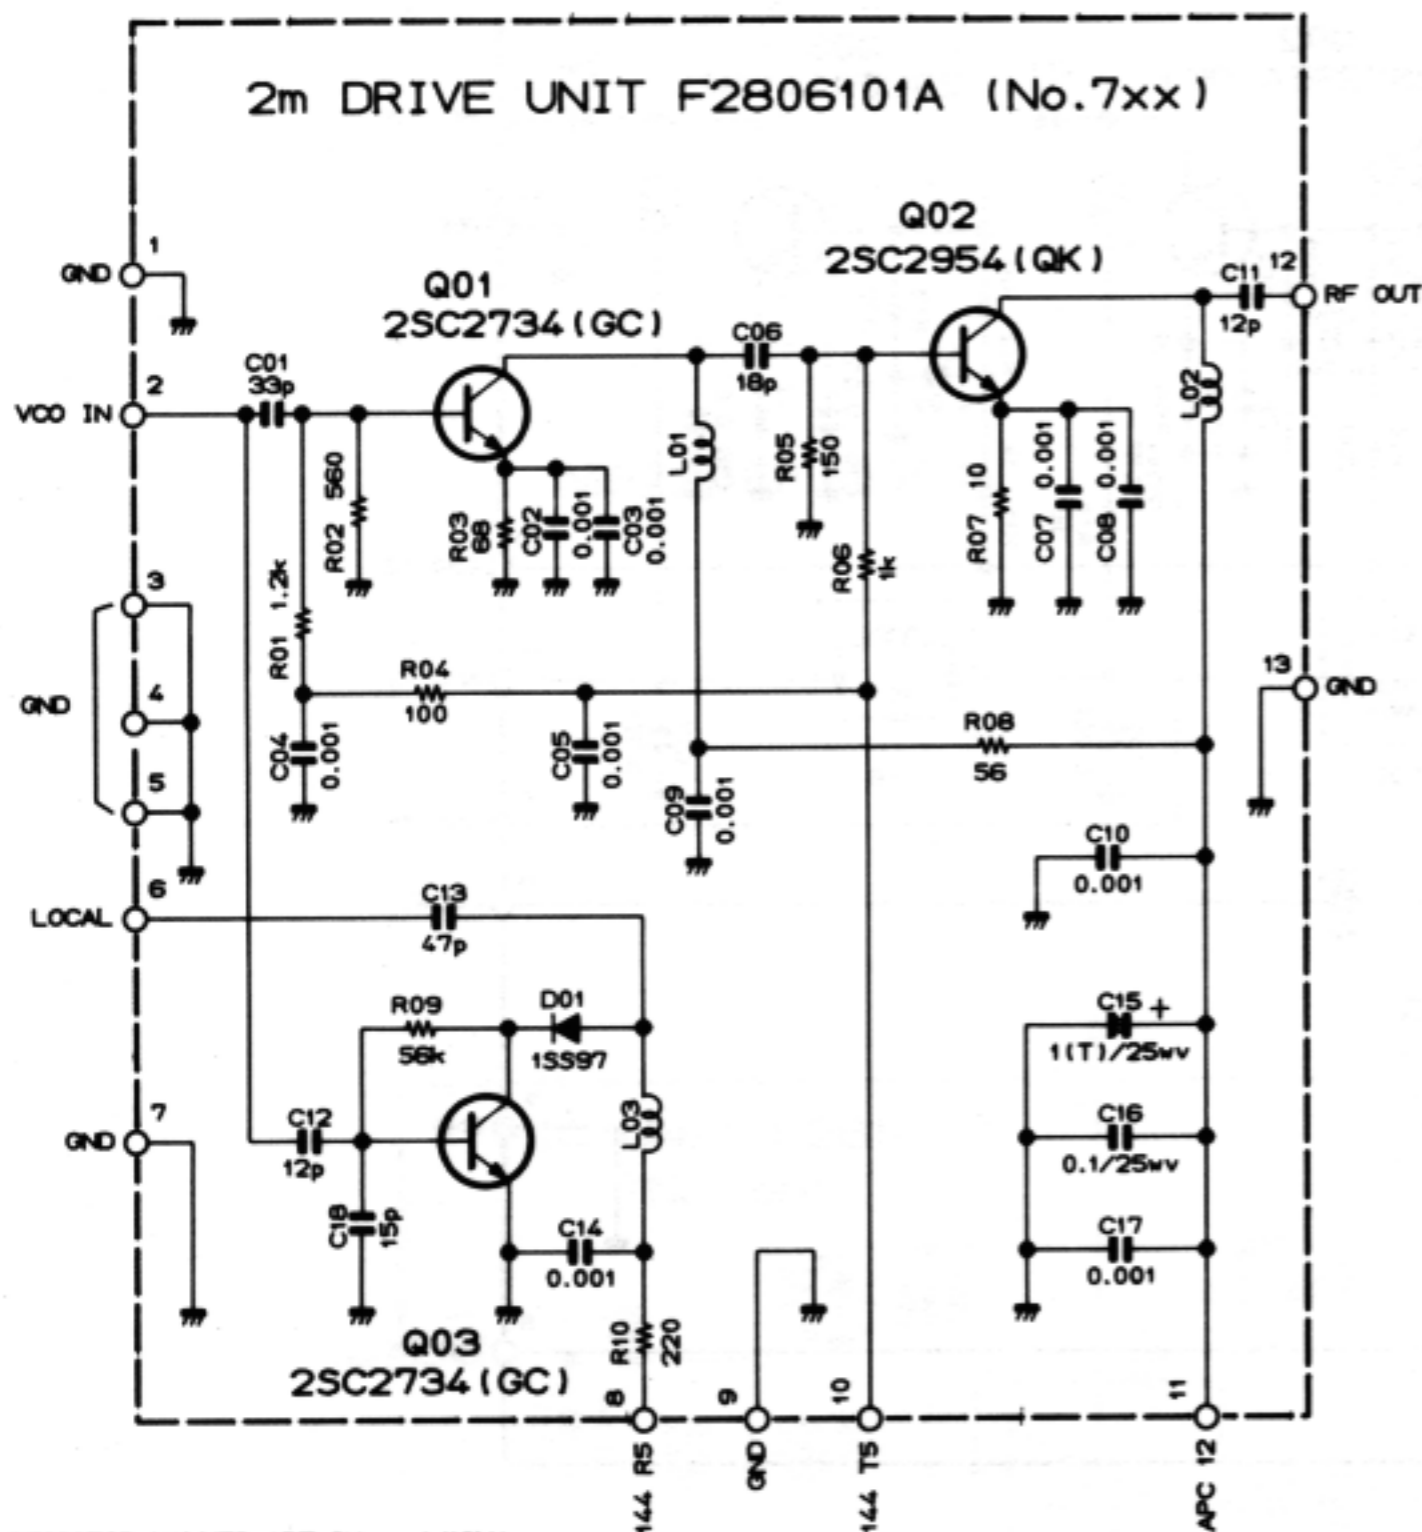 2m DRIVE UNIT F2806101A (No.7xx)
Q02
2SC2954(QK)
Q01
2SC2734(GC)
1
GND
C11
12p
12
RF OUT
C01
33p
2
VCO IN
C06
18p
L02
L01
R05
150
R02 560
R03
68
C02
0.001
C03
0.001
R06
1k
R07 10
C07 0.001
C08 0.001
R01 1.2k
3
4
5
GND
R04
100
C04
0.001
C05
0.001
C09
0.001
R08
56
13
GND
C10
0.001
6
LOCAL
C13
47p
R09
56k
D01
1SS97
L03
C15 +
1(T)/25wv
C16
0.1/25wv
C17
0.001
7
GND
C12
12p
C18
15p
C14
0.001
R10
220
Q03
2SC2734(GC)
8
9
10
11
144 R5
GND
144 T5
APC 12